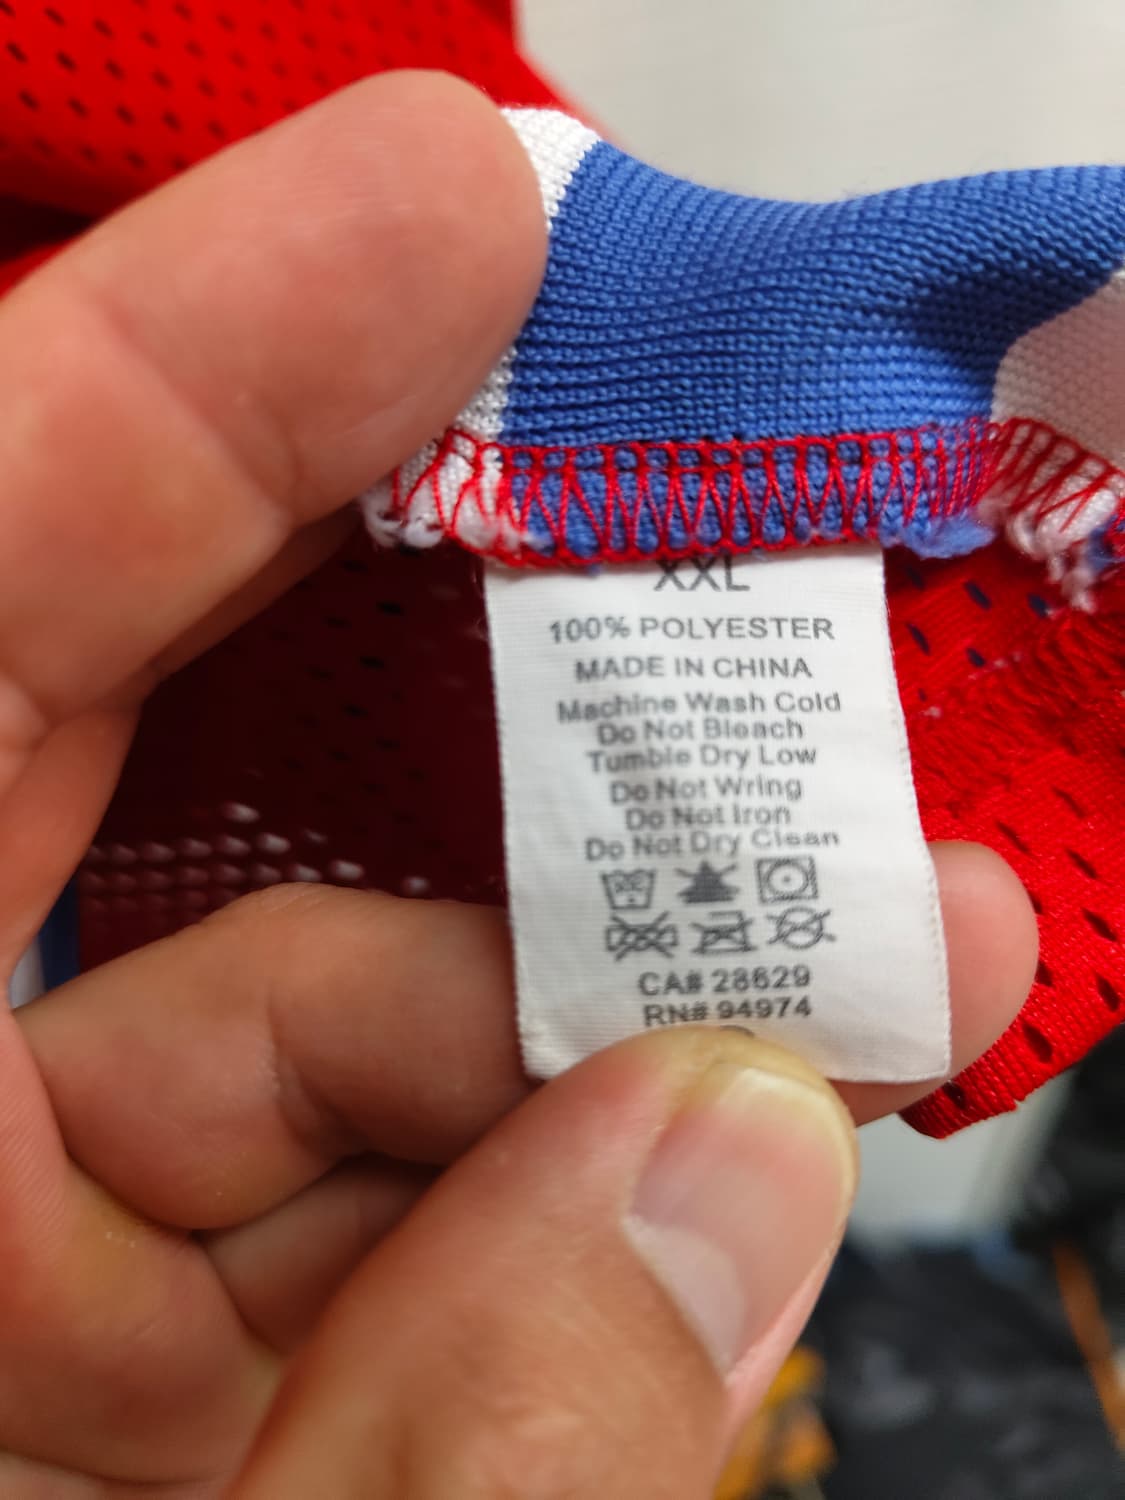 XXL
100% POLYESTER
MADE IN CHINA
Machine Wash Cold
Do Not Bleach
Tumble Dry Low
Do Not Wring
Do Not Iron
Do Not Dry Clean
CA# 28629
RN# 94974